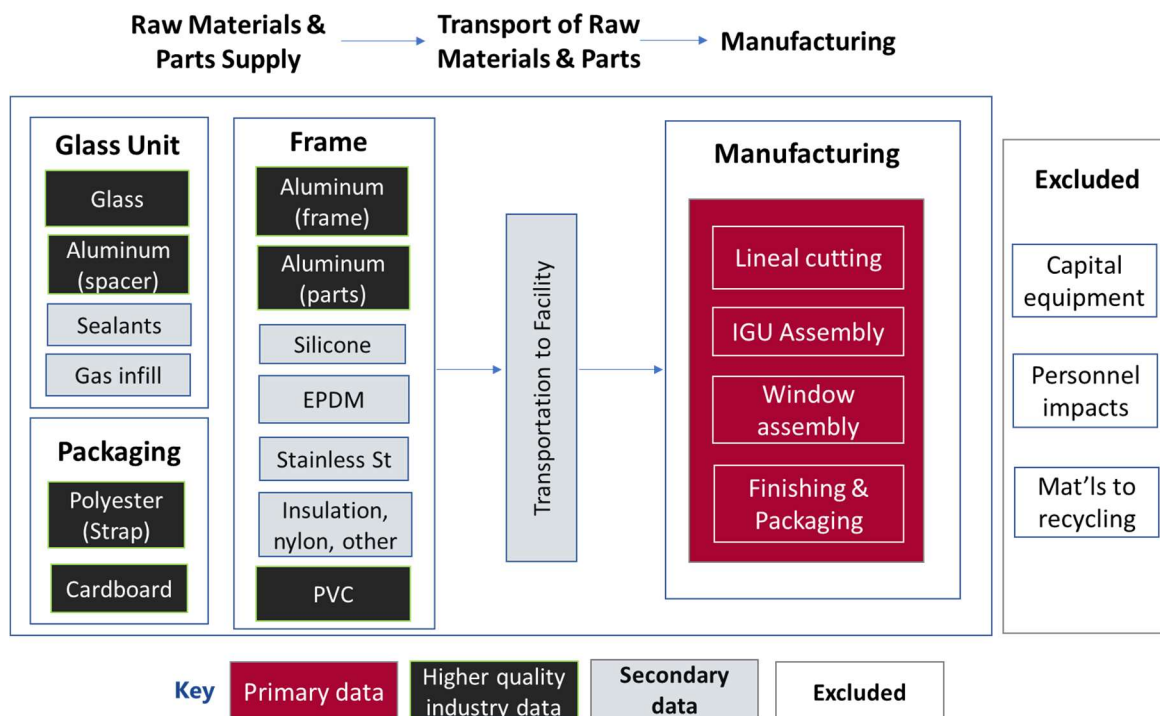 Raw Materials &
Parts Supply
Transport of Raw
Materials & Parts
Manufacturing
Glass Unit
Glass
Aluminum
(spacer)
Sealants
Gas infill
Packaging
Polyester
(Strap)
Cardboard
Frame
Aluminum
(frame)
Aluminum
(parts)
Silicone
EPDM
Stainless St
Insulation,
nylon, other
PVC
Transportation to Facility
Manufacturing
Lineal cutting
IGU Assembly
Window
assembly
Finishing &
Packaging
Excluded
Capital
equipment
Personnel
impacts
Mat'ls to
recycling
Key
Primary data
Higher quality
industry data
Secondary
data
Excluded